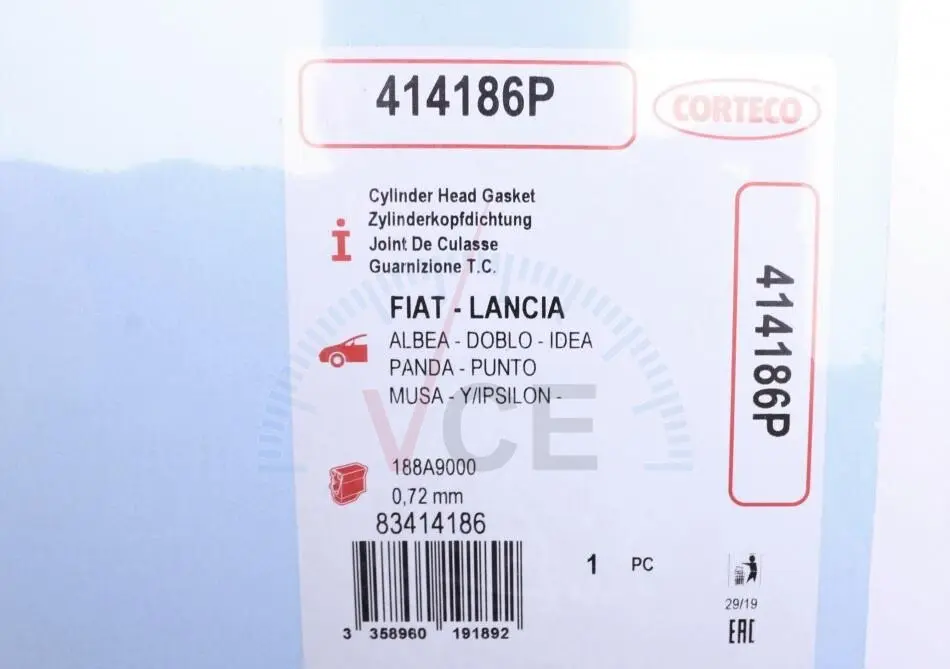 414186P
CORTECO
i
Cylinder Head Gasket
Zylinderkopfdichtung
Joint De Culasse
Guarnizione T.C.
FIAT - LANCIA
ALBEA - DOBLO - IDEA
PANDA - PUNTO
MUSA - Y/IPSILON -
VCE
414186P
188A9000
0,72 mm
83414186
1 PC
3 358960 191892
29/19
EAC